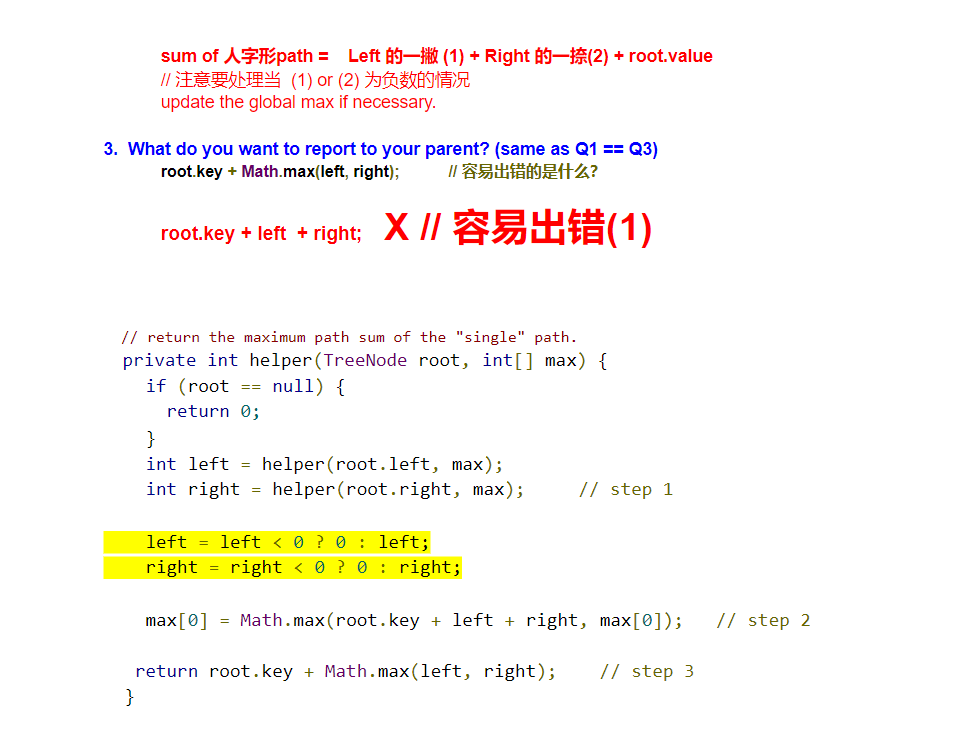 sum of 人字形path = Left 的一撇 (1) + Right 的一捺(2) + root.value
// 注意要处理当 (1) or (2) 为负数的情况
update the global max if necessary.
3. What do you want to report to your parent? (same as Q1 == Q3)
root.key + Math.max(left, right); // 容易出错的是什么?
root.key + left + right; X // 容易出错(1)
// return the maximum path sum of the "single" path.
private int helper(TreeNode root, int[] max) {
if (root == null) {
return 0;
}
int left = helper(root.left, max);
int right = helper(root.right, max); // step 1
left = left < 0 ? 0 : left;
right = right < 0 ? 0 : right;
max[0] = Math.max(root.key + left + right, max[0]); // step 2
return root.key + Math.max(left, right); // step 3
}